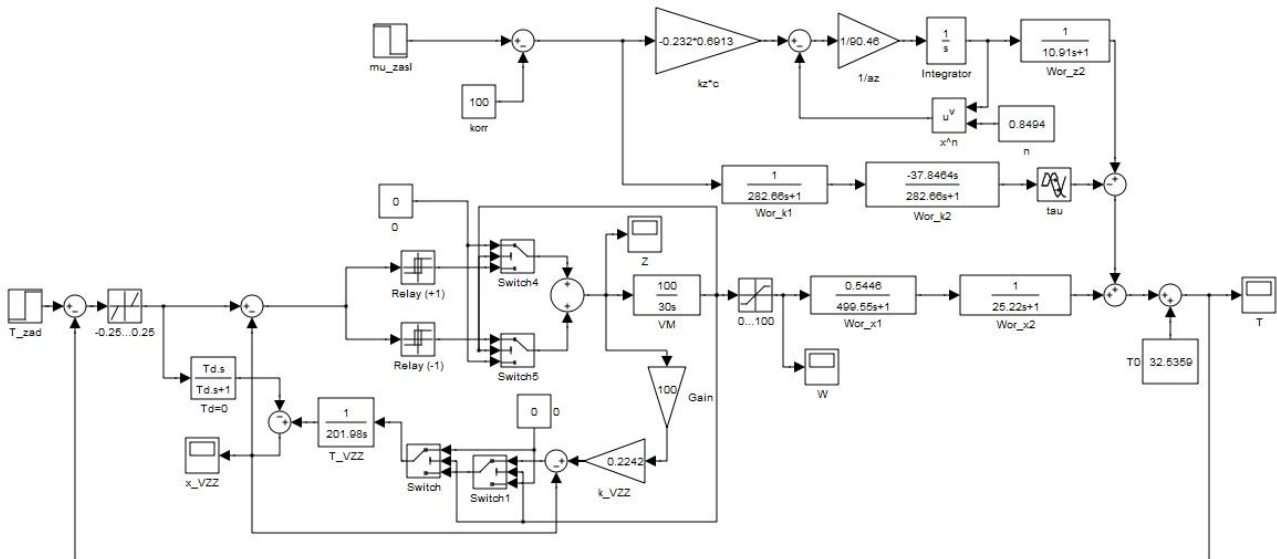 mu_zasl
100
korr
-0.232*0.6913
kz*c
1/90.46
1/az
1
s
Integrator
1
10.91s+1
Wor_z2
u^v
x^n
0.8494
n
1
282.66s+1
Wor_k1
-37.8464s
282.66s+1
Wor_k2
tau
0
0
Relay (+1)
Switch4
Z
T_zad
-0.25...0.25
Relay (-1)
Switch5
100
30s
VM
0...100
0.5446
499.55s+1
Wor_x1
1
25.22s+1
Wor_x2
T
T0
32.5359
W
Td.s
Td.s+1
Td=0
100
Gain
0
0
1
201.98s
T_VZZ
x_VZZ
Switch
Switch1
0.2242
k_VZZ